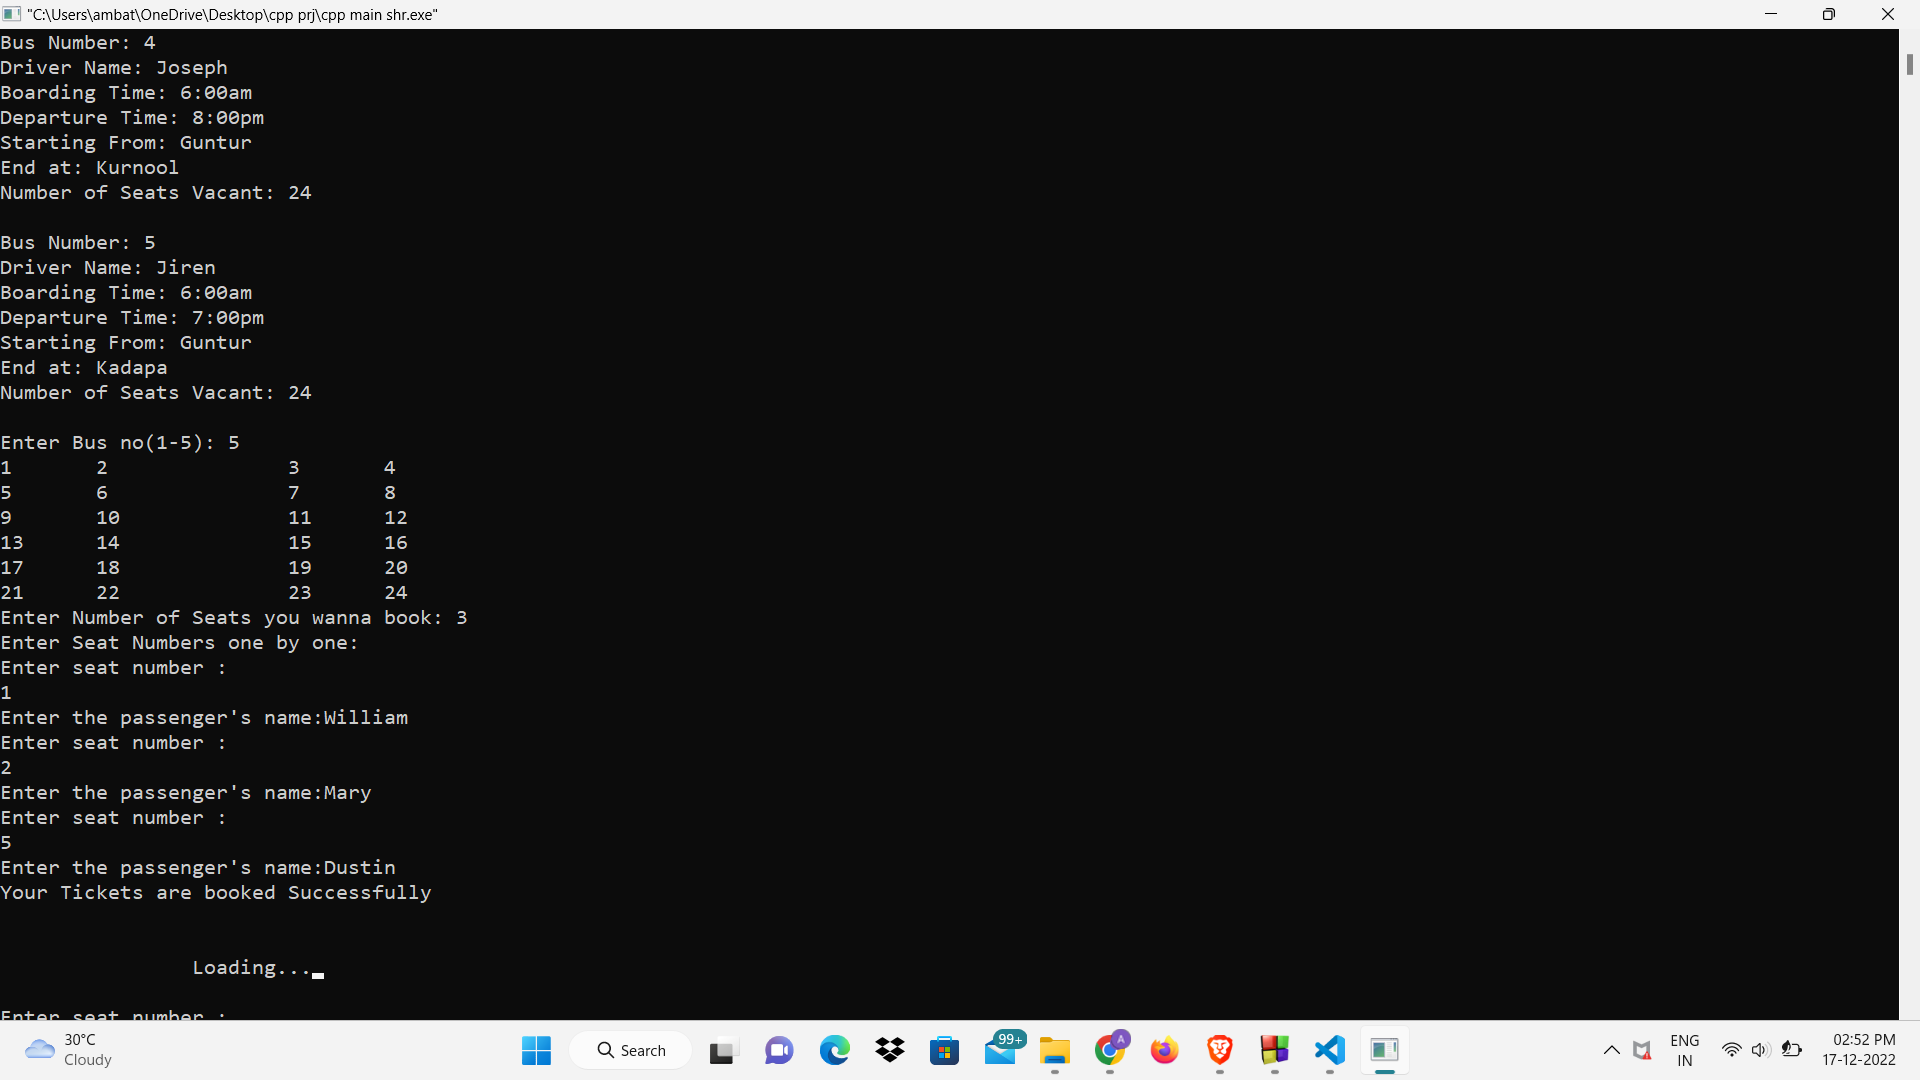 "C:\Users\ambat\OneDrive\Desktop\cpp prj\cpp main shr.exe"
Bus Number: 4
Driver Name: Joseph
Boarding Time: 6:00am
Departure Time: 8:00pm
Starting From: Guntur
End at: Kurnool
Number of Seats Vacant: 24
Bus Number: 5
Driver Name: Jiren
Boarding Time: 6:00am
Departure Time: 7:00pm
Starting From: Guntur
End at: Kadapa
Number of Seats Vacant: 24
Enter Bus no(1-5): 5
1 2 3 4
5 6 7 8
9 10 11 12
13 14 15 16
17 18 19 20
21 22 23 24
Enter Number of Seats you wanna book: 3
Enter Seat Numbers one by one:
Enter seat number :
1
Enter the passenger's name:William
Enter seat number :
2
Enter the passenger's name:Mary
Enter seat number :
5
Enter the passenger's name:Dustin
Your Tickets are booked Successfully
Loading...
Enter seat number :
30°C
Cloudy
Search
99+
A
ENG
IN
02:52 PM
17-12-2022